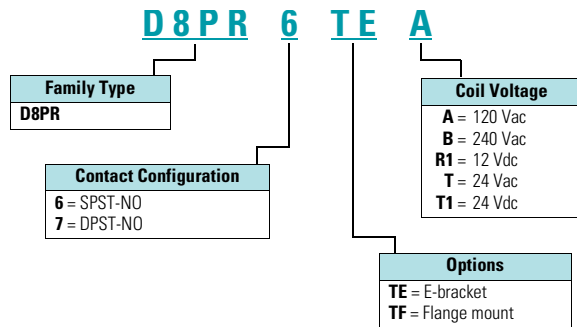 D8PR 6 TE A
Family Type
D8PR
Contact Configuration
6 = SPST-NO
7 = DPST-NO
Coil Voltage
A = 120 Vac
B = 240 Vac
R1 = 12 Vdc
T = 24 Vac
T1 = 24 Vdc
Options
TE = E-bracket
TF = Flange mount